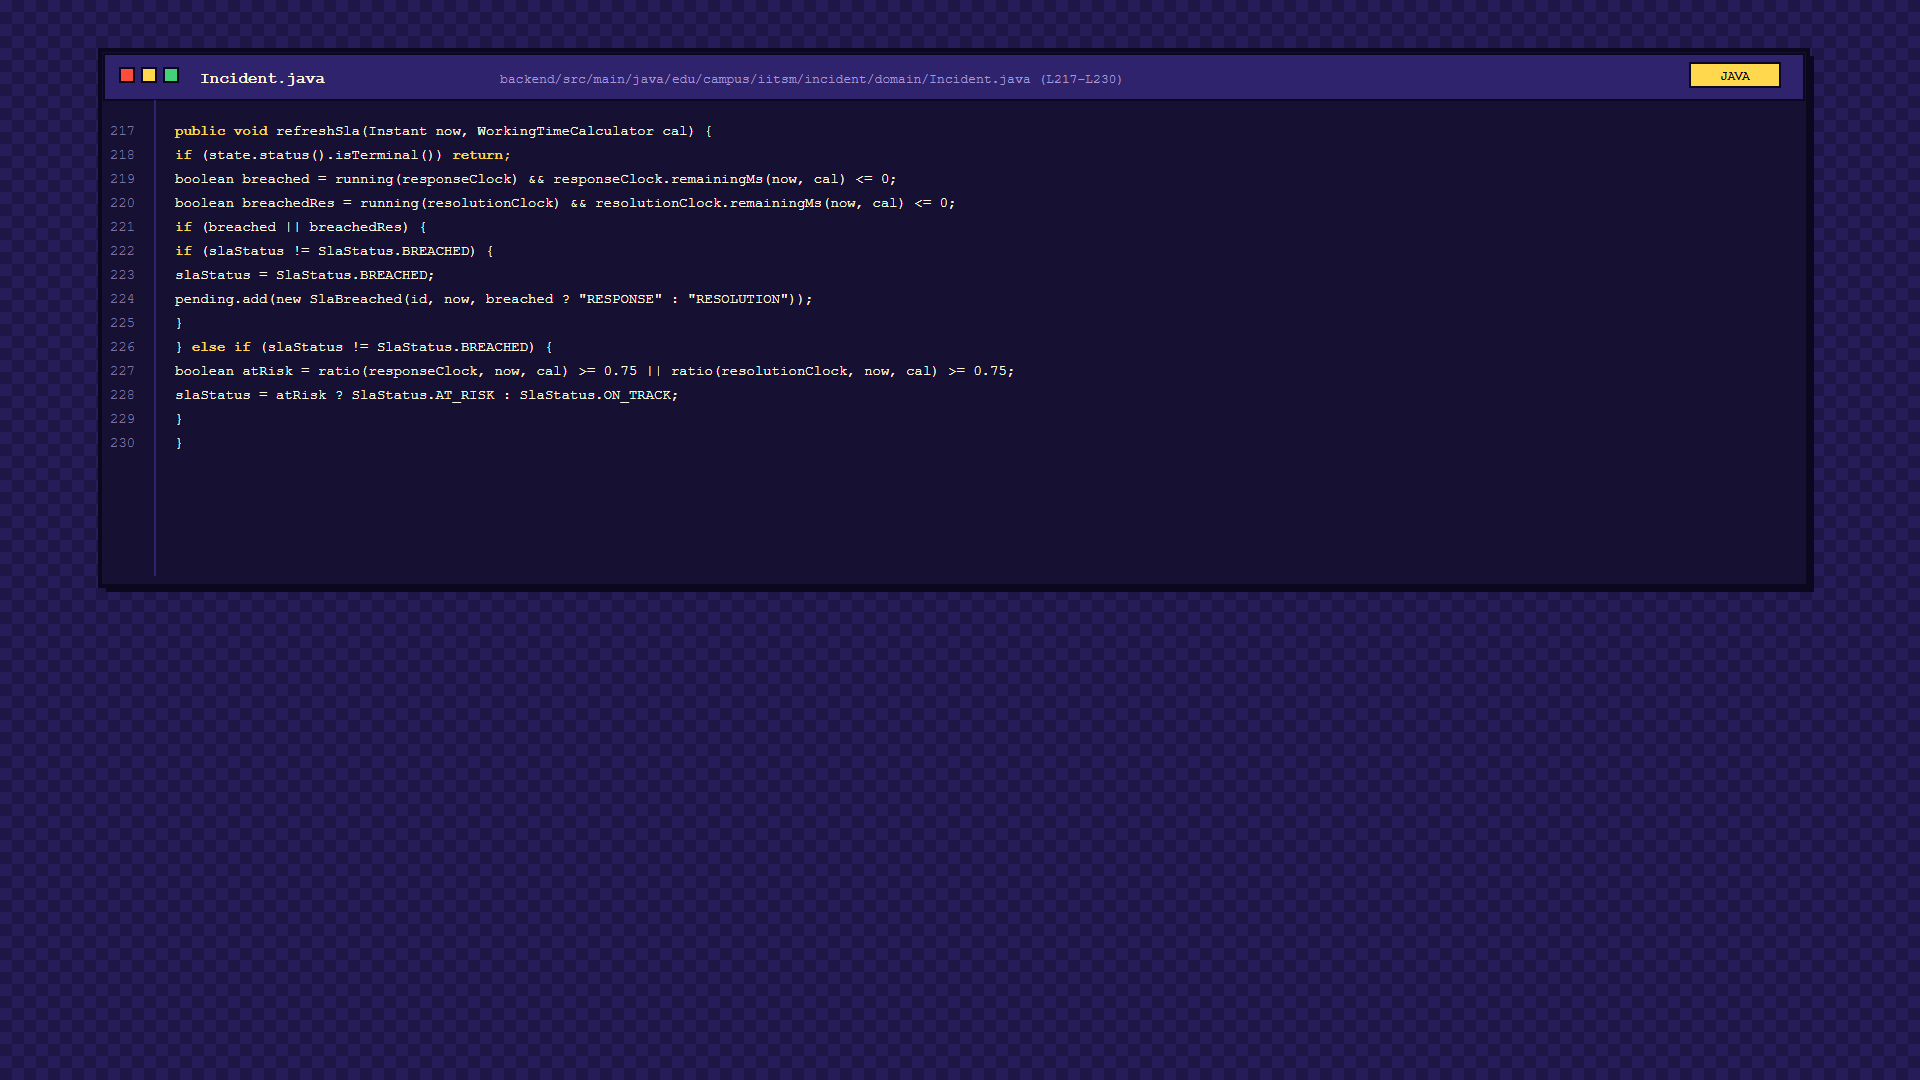 Incident.java
backend/src/main/java/edu/campus/iitsm/incident/domain/Incident.java (L217-L230)
JAVA
217 public void refreshSla(Instant now, WorkingTimeCalculator cal) {
218 if (state.status().isTerminal()) return;
219 boolean breached = running(responseClock) && responseClock.remainingMs(now, cal) <= 0;
220 boolean breachedRes = running(resolutionClock) && resolutionClock.remainingMs(now, cal) <= 0;
221 if (breached || breachedRes) {
222 if (slaStatus != SlaStatus.BREACHED) {
223 slaStatus = SlaStatus.BREACHED;
224 pending.add(new SlaBreached(id, now, breached ? "RESPONSE" : "RESOLUTION"));
225 }
226 } else if (slaStatus != SlaStatus.BREACHED) {
227 boolean atRisk = ratio(responseClock, now, cal) >= 0.75 || ratio(resolutionClock, now, cal) >= 0.75;
228 slaStatus = atRisk ? SlaStatus.AT_RISK : SlaStatus.ON_TRACK;
229 }
230 }